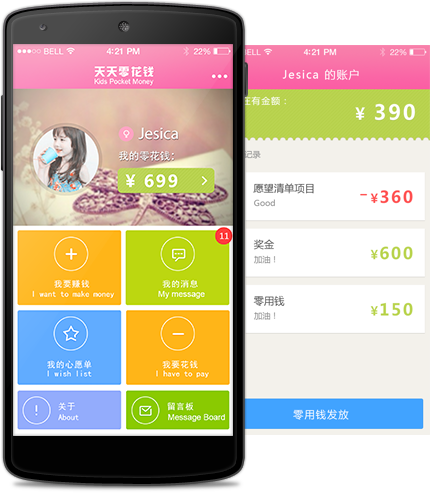 BELL 4:21 PM 22%
天天零花钱
Kids Pocket Money
Jesica
我的零花钱:
¥ 699
我要赚钱
I want to make money
11
我的消息
My message
我的心愿单
I wish list
我要花钱
I have to pay
关于
About
留言板
Message Board
BELL 4:21 PM 22%
Jesica 的账户
在有金额：
¥ 390
记录
愿望清单项目
Good
-¥360
奖金
加油！
¥600
零用钱
加油！
¥150
零用钱发放